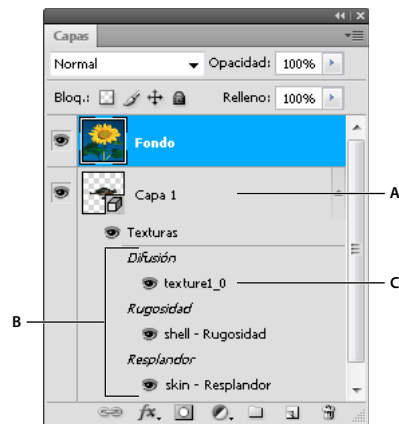 Capas
Normal Opacidad: 100%
Bloq.: Relleno: 100%
Fondo
Capa 1 A
Texturas
Difusión
texture1_0 C
Rugosidad
B
shell - Rugosidad
Resplandor
skin - Resplandor
fx.